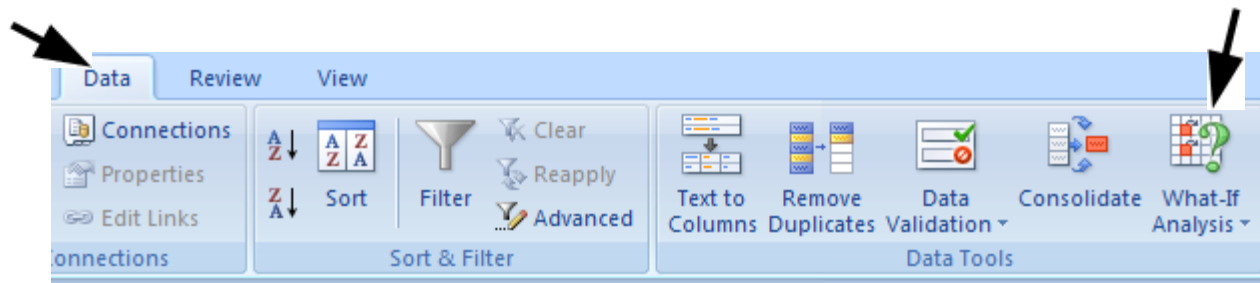 Data Review View
Connections
Properties
Edit Links
onnections
A
Z
Z
A
A Z
Z A
Sort
Filter
Clear
Reapply
Advanced
Sort & Filter
Text to
Columns
Remove
Duplicates
Data
Validation
Consolidate
What-If
Analysis
Data Tools